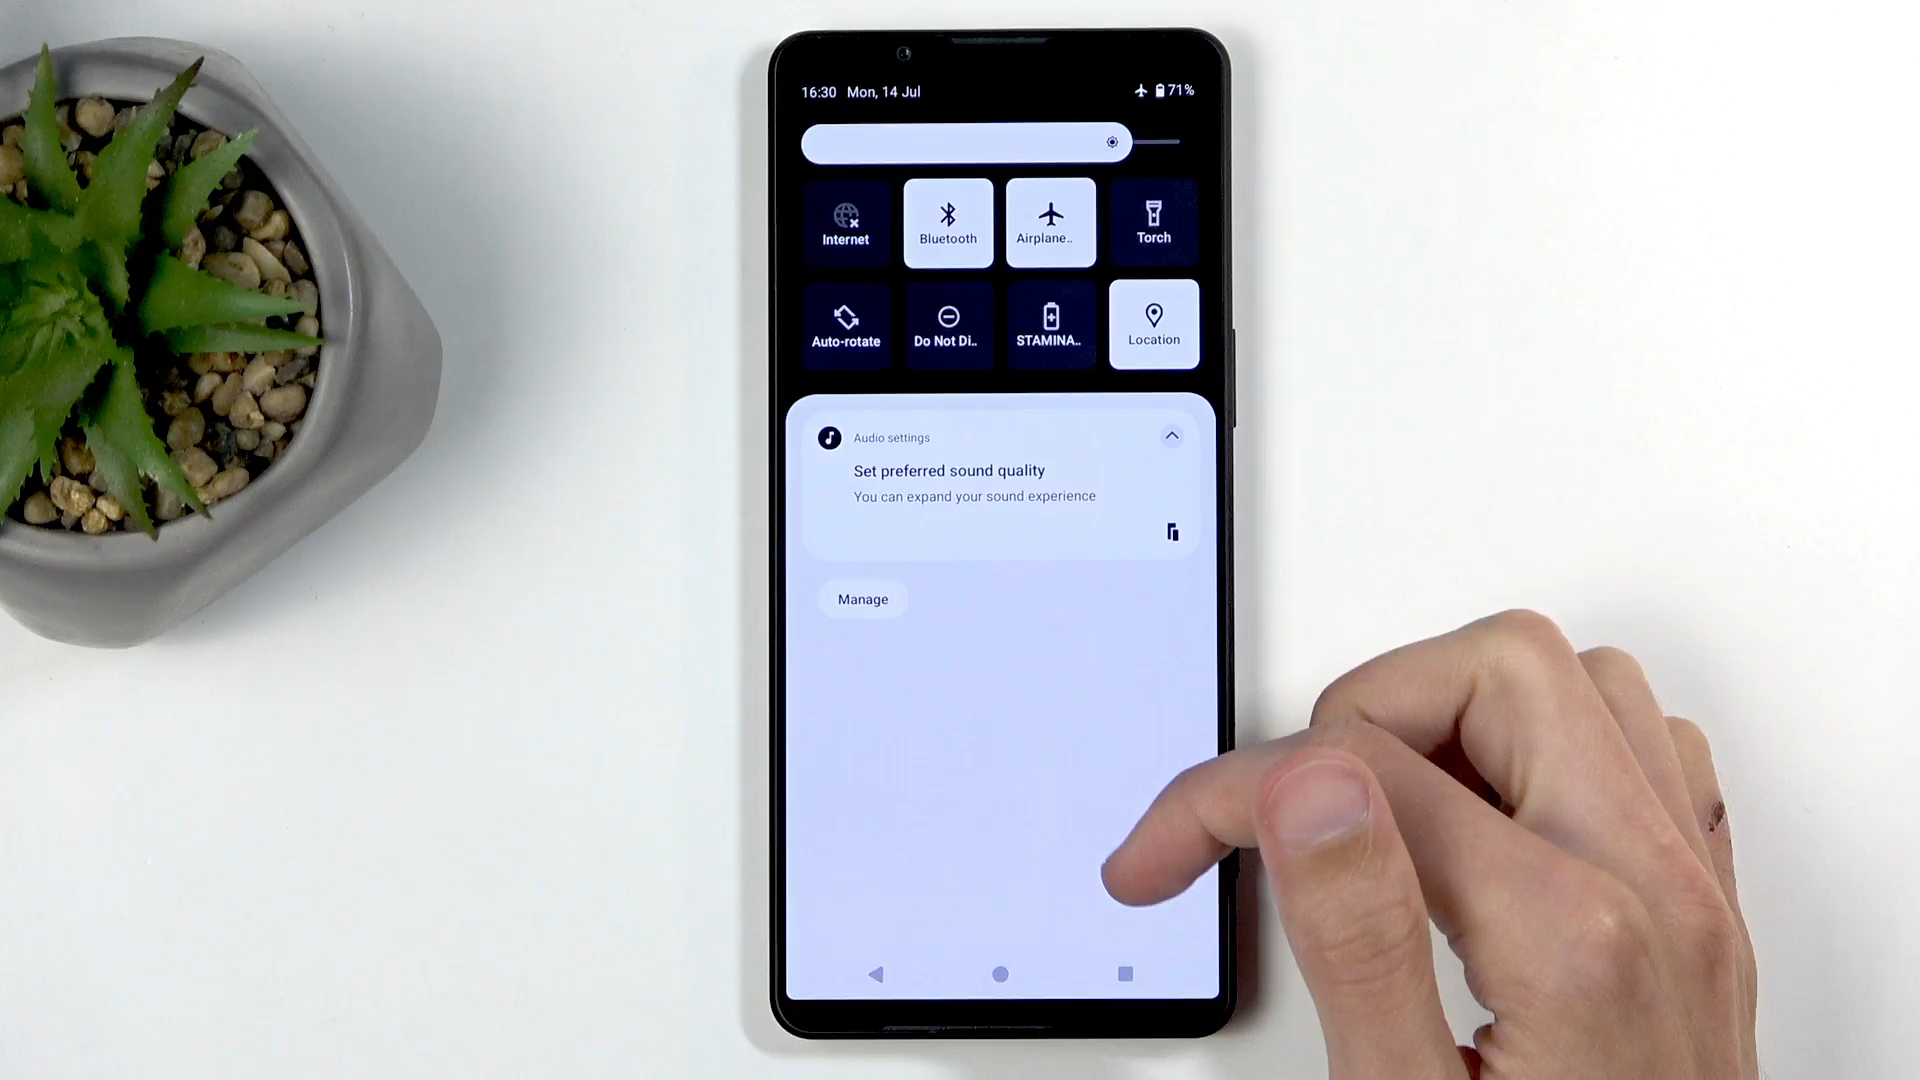 16:30 Mon, 14 Jul 71%
Internet Bluetooth Airplane.. Torch
Auto-rotate Do Not Di.. STAMINA.. Location
Audio settings
Set preferred sound quality
You can expand your sound experience
Manage